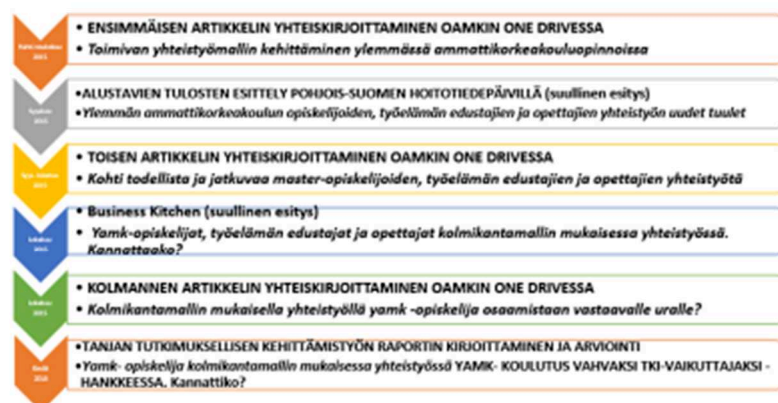 • ENSIMMÄISEN ARTIKKELIN YHTEISKIRJOITTAMINEN OAMKIN ONE DRIVESSA
• Toimivan yhteistyömallin kehittäminen ylemmässä ammattikorkeakouluopinnoissa
•ALUSTAVIEN TULOSTEN ESITTELY POHJOIS-SUOMEN HOITOTIEDEPÄIVILLÄ (suullinen esitys)
•Ylemmän ammattikorkeakoulun opiskelijoiden, työelämän edustajien ja opettajien yhteistyön uudet tuulet
• TOISEN ARTIKKELIN YHTEISKIRJOITTAMINEN OAMKIN ONE DRIVESSA
• Kohti todellista ja jatkuvaa master-opiskelijoiden, työelämän edustajien ja opettajien yhteistyötä
• Business Kitchen (suullinen esitys)
• Yamk-opiskelijat, työelämän edustajat ja opettajat kolmikantamallin mukaisessa yhteistyössä.
Kannattaako?
• KOLMANNEN ARTIKKELIN YHTEISKIRJOITTAMINEN OAMKIN ONE DRIVESSA
• Kolmikantamallin mukaisella yhteistyöllä yamk -opiskelija osaamistaan vastaavalle uralle?
•TANJAN TUTKIMUKSELLISEN KEHITTÄMISTYÖN RAPORTIN KIRJOITTAMINEN JA ARVIOINTI
•Yamk- opiskelija kolmikantamallin mukaisessa yhteistyössä YAMK- KOULUTUS VAHVAKSI TKI-VAIKUTTAJAKSI -
HANKKEESSA. Kannattiko?